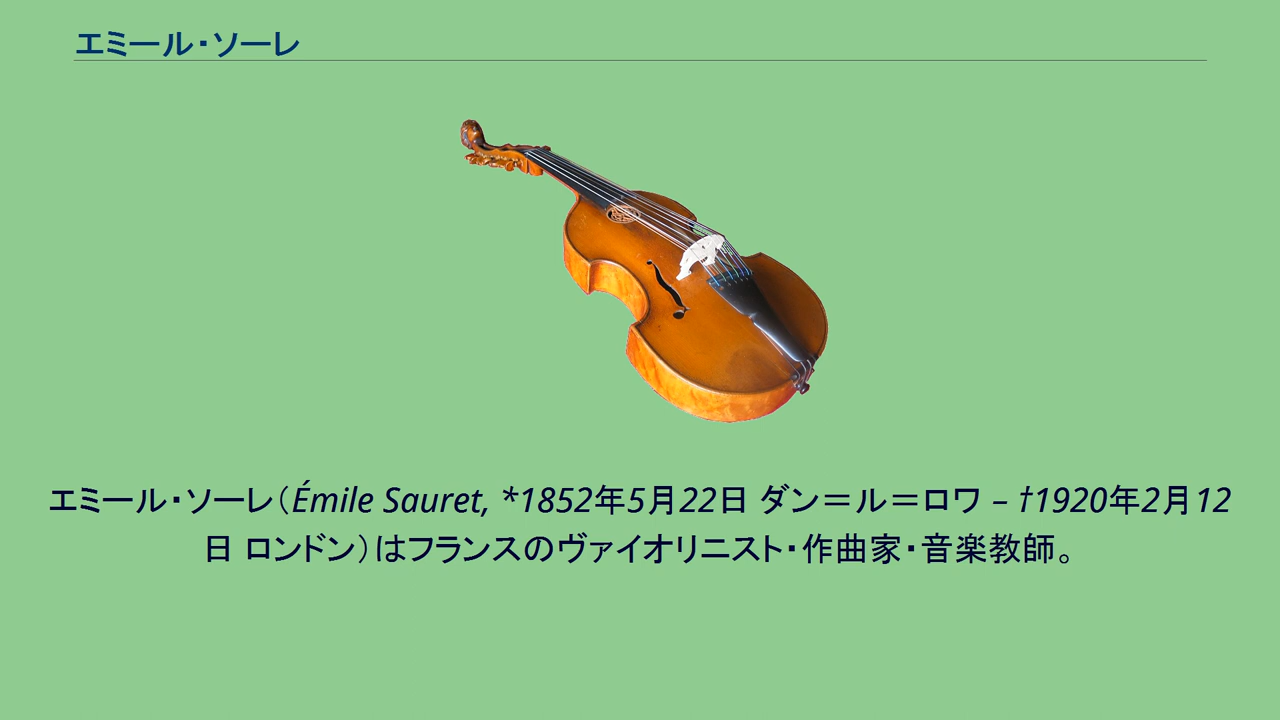 エミール・ソーレ
エミール・ソーレ（Émile Sauret, *1852年5月22日 ダン＝ル＝ロワ – †1920年2月12
日 ロンドン）はフランスのヴァイオリニスト・作曲家・音楽教師。